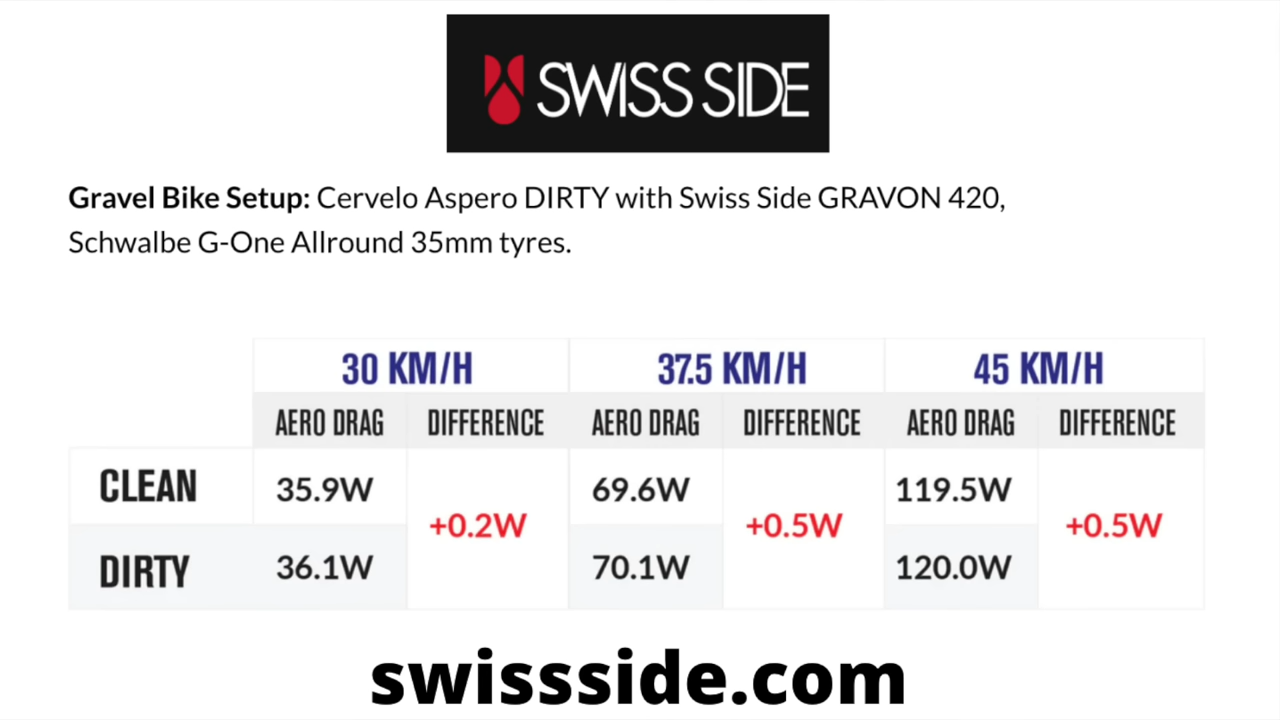 SWISS SIDE
Gravel Bike Setup: Cervelo Aspero DIRTY with Swiss Side GRAVON 420,
Schwalbe G-One Allround 35mm tyres.
30 KM/H 37.5 KM/H 45 KM/H
AERO DRAG DIFFERENCE AERO DRAG DIFFERENCE AERO DRAG DIFFERENCE
CLEAN 35.9W 69.6W 119.5W
+0.2W +0.5W +0.5W
DIRTY 36.1W 70.1W 120.0W
swissside.com